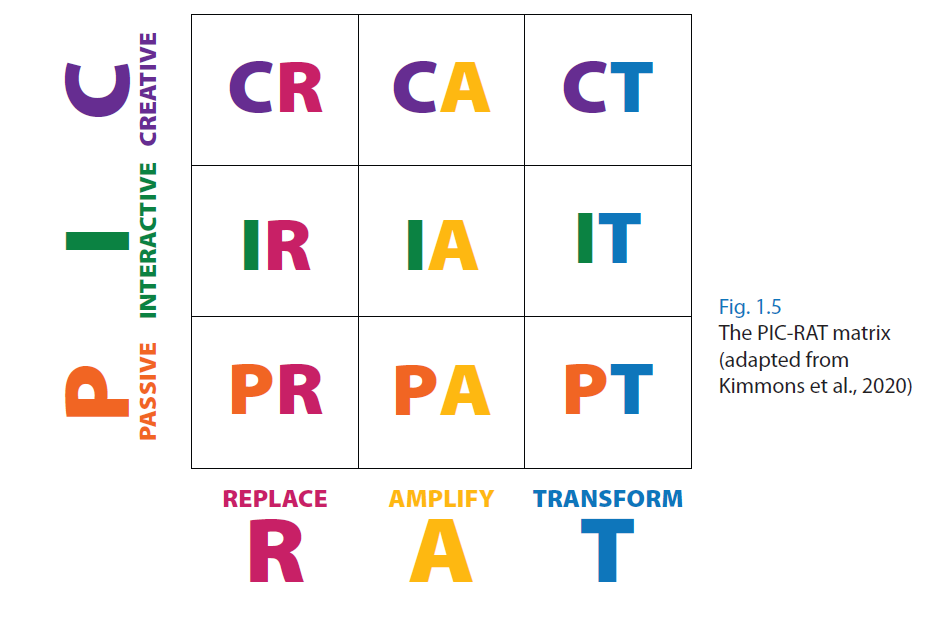 C CREATIVE
CR CA CT
I INTERACTIVE
IR IA IT
P PASSIVE
PR PA PT
REPLACE AMPLIFY TRANSFORM
R A T
Fig. 1.5
The PIC-RAT matrix
(adapted from
Kimmons et al., 2020)